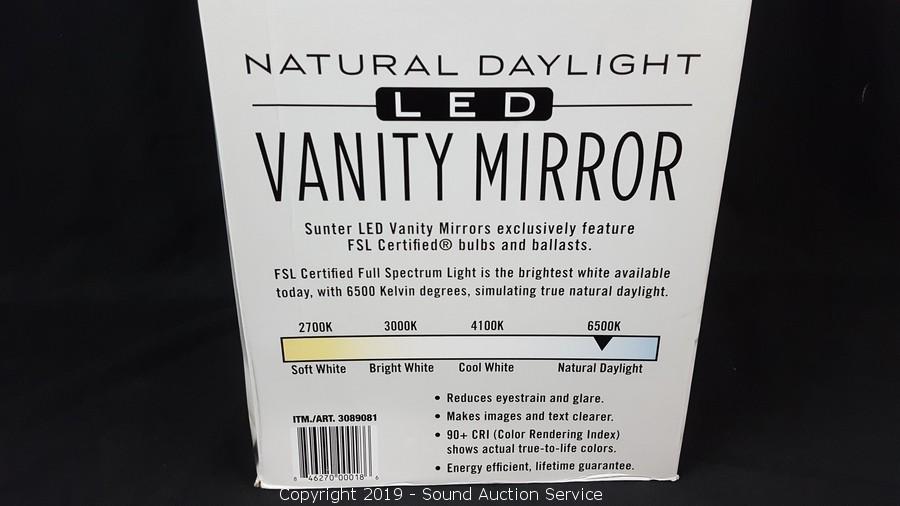 NATURAL DAYLIGHT
LED
VANITY MIRROR
Sunter LED Vanity Mirrors exclusively feature
FSL Certified® bulbs and ballasts.
FSL Certified Full Spectrum Light is the brightest white available
today, with 6500 Kelvin degrees, simulating true natural daylight.
2700K 3000K 4100K 6500K
Soft White Bright White Cool White Natural Daylight
• Reduces eyestrain and glare.
• Makes images and text clearer.
• 90+ CRI (Color Rendering Index)
shows actual true-to-life colors.
• Energy efficient, lifetime guarantee.
ITM./ART. 3089081
8 46270 00018 6
Copyright 2019 - Sound Auction Service